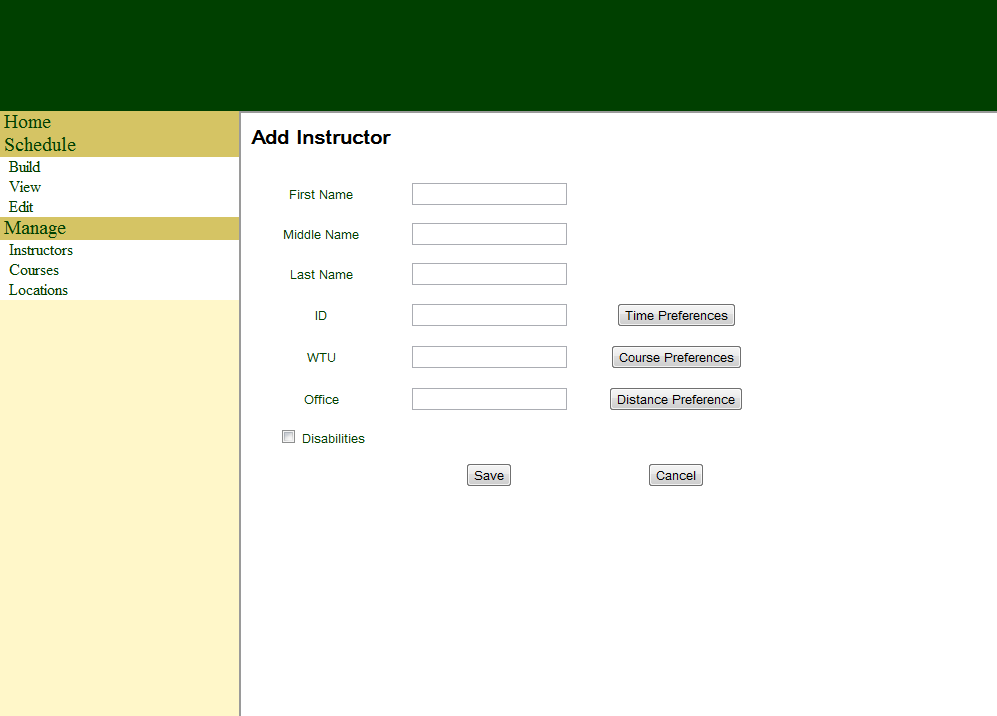 Home
Schedule
Build
View
Edit
Manage
Instructors
Courses
Locations
Add Instructor
First Name
Middle Name
Last Name
ID Time Preferences
WTU Course Preferences
Office Distance Preference
Disabilities
Save Cancel